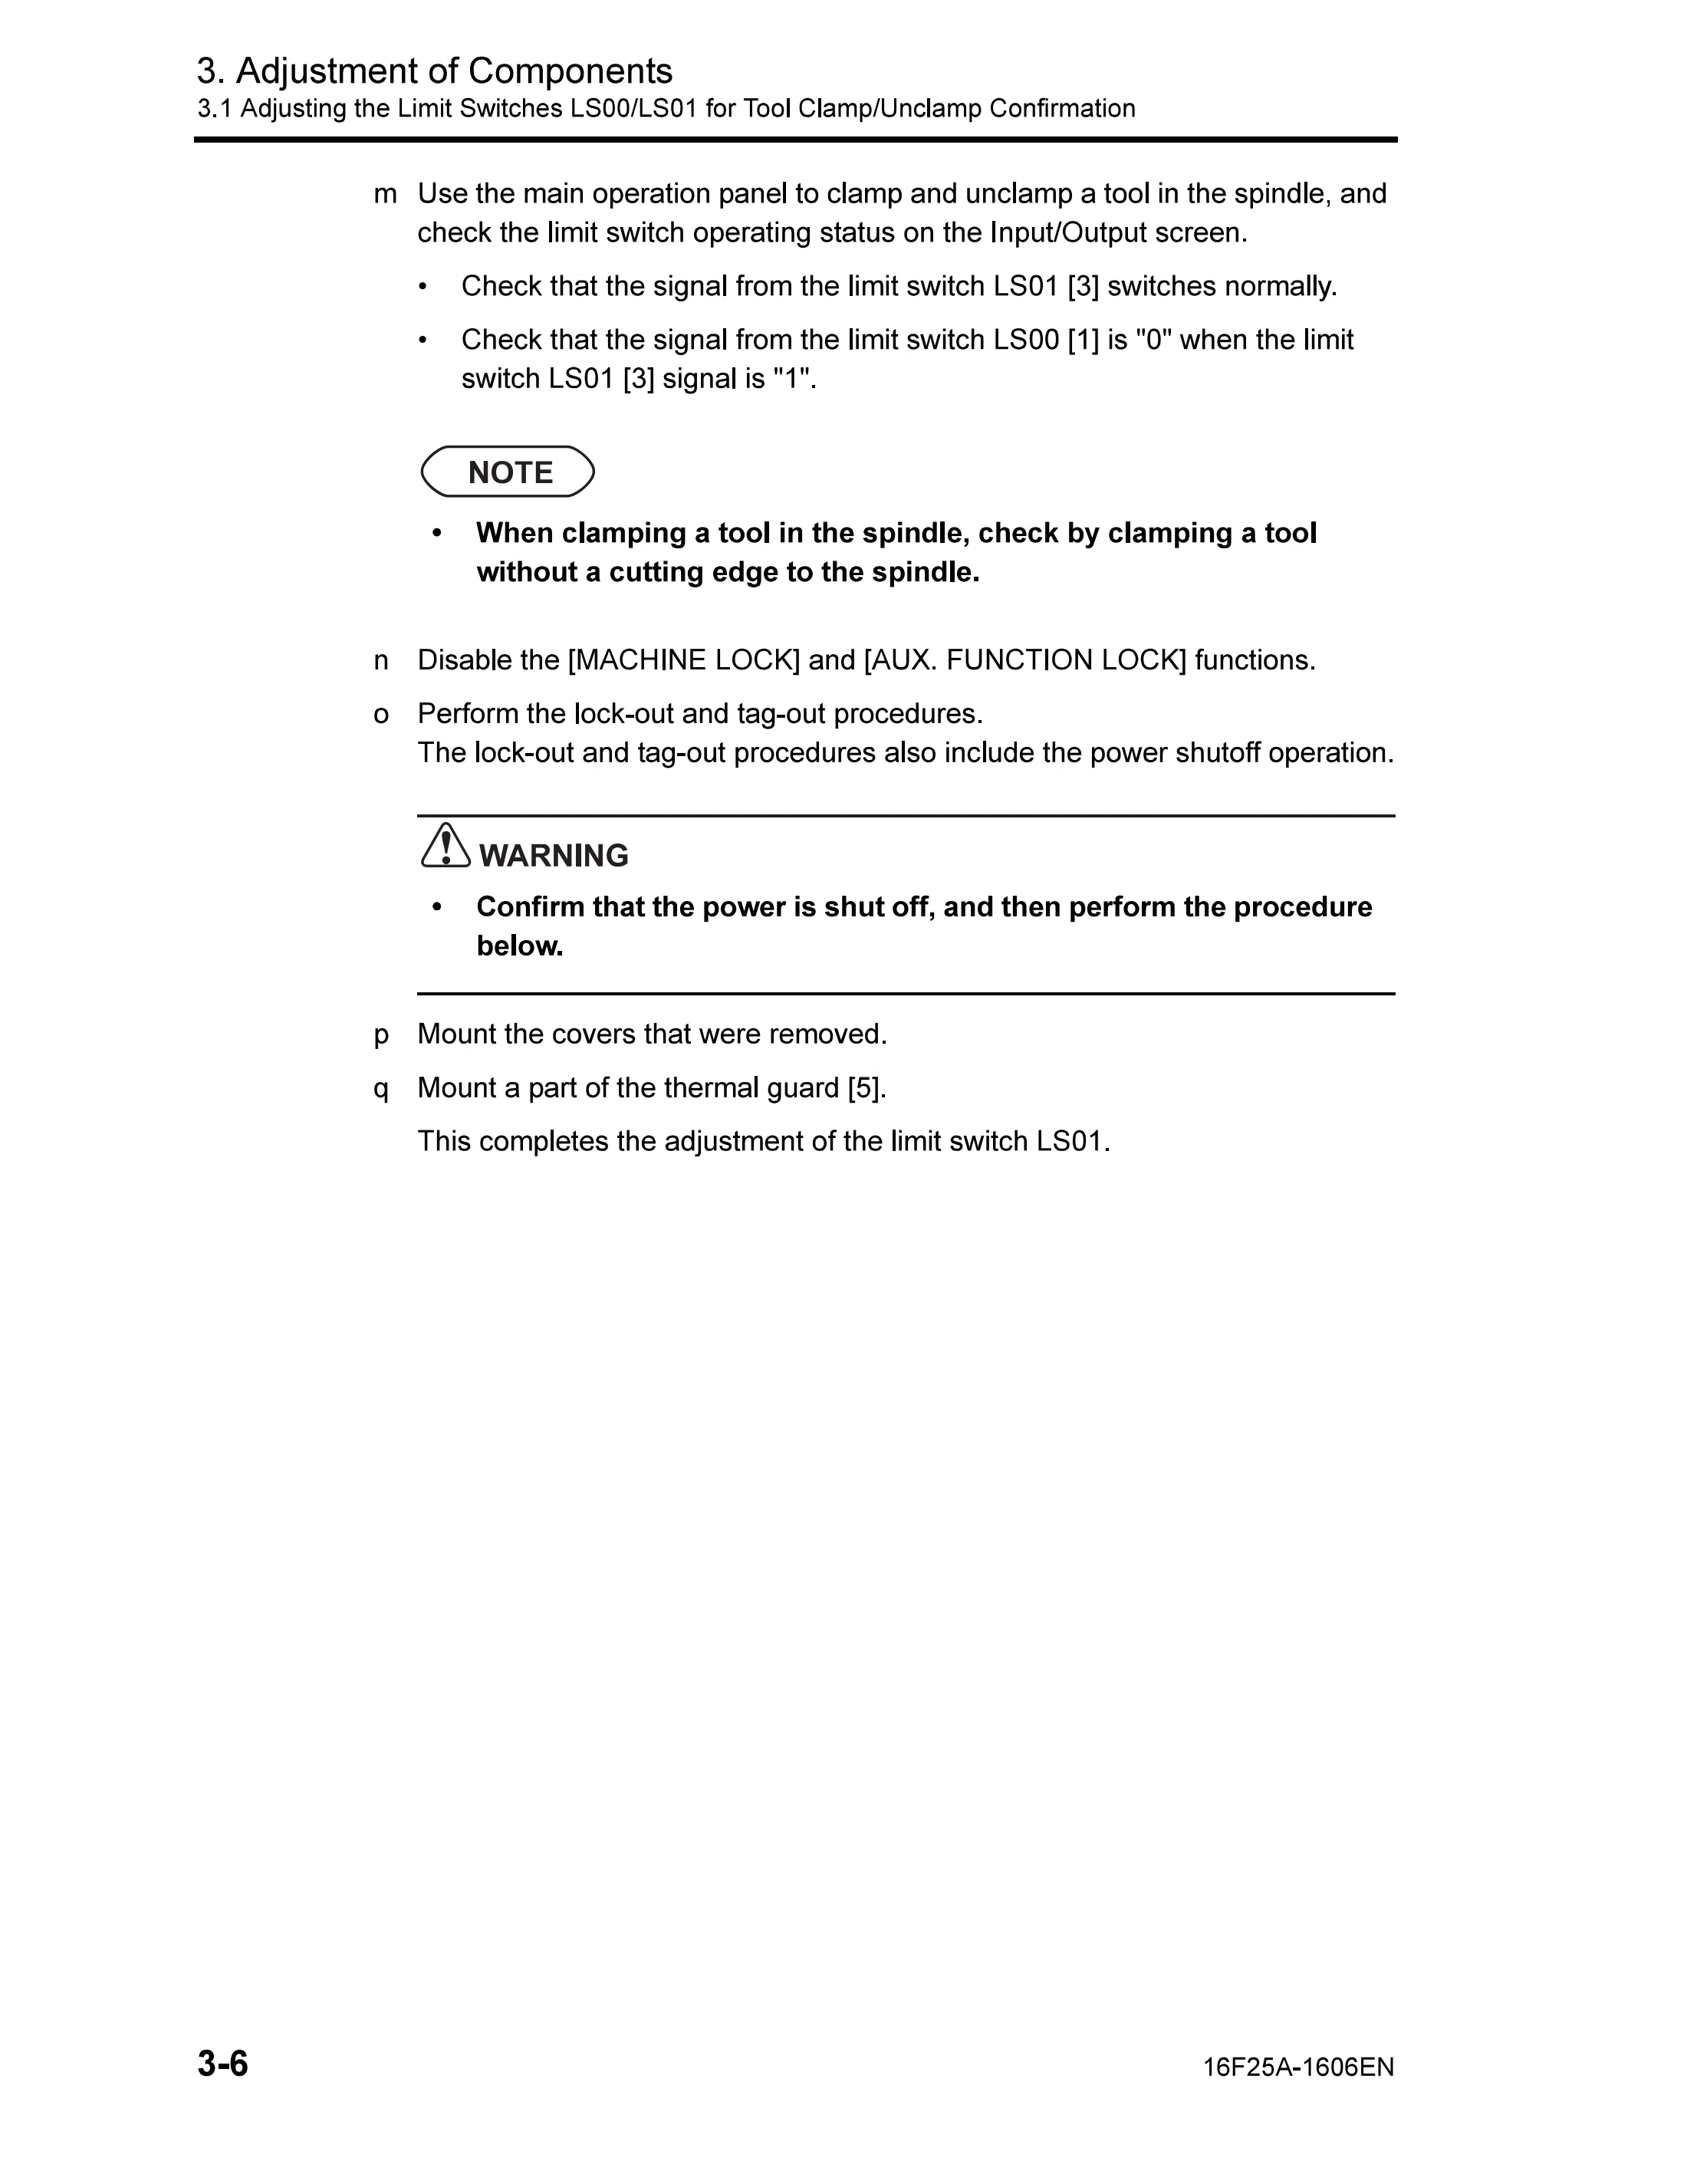 3. Adjustment of Components
3.1 Adjusting the Limit Switches LS00/LS01 for Tool Clamp/Unclamp Confirmation
m Use the main operation panel to clamp and unclamp a tool in the spindle, and
check the limit switch operating status on the Input/Output screen.
• Check that the signal from the limit switch LS01 [3] switches normally.
• Check that the signal from the limit switch LS00 [1] is "0" when the limit
switch LS01 [3] signal is "1".
NOTE
• When clamping a tool in the spindle, check by clamping a tool
without a cutting edge to the spindle.
n Disable the [MACHINE LOCK] and [AUX. FUNCTION LOCK] functions.
o Perform the lock-out and tag-out procedures.
The lock-out and tag-out procedures also include the power shutoff operation.
WARNING
• Confirm that the power is shut off, and then perform the procedure
below.
p Mount the covers that were removed.
q Mount a part of the thermal guard [5].
This completes the adjustment of the limit switch LS01.
3-6
16F25A-1606EN